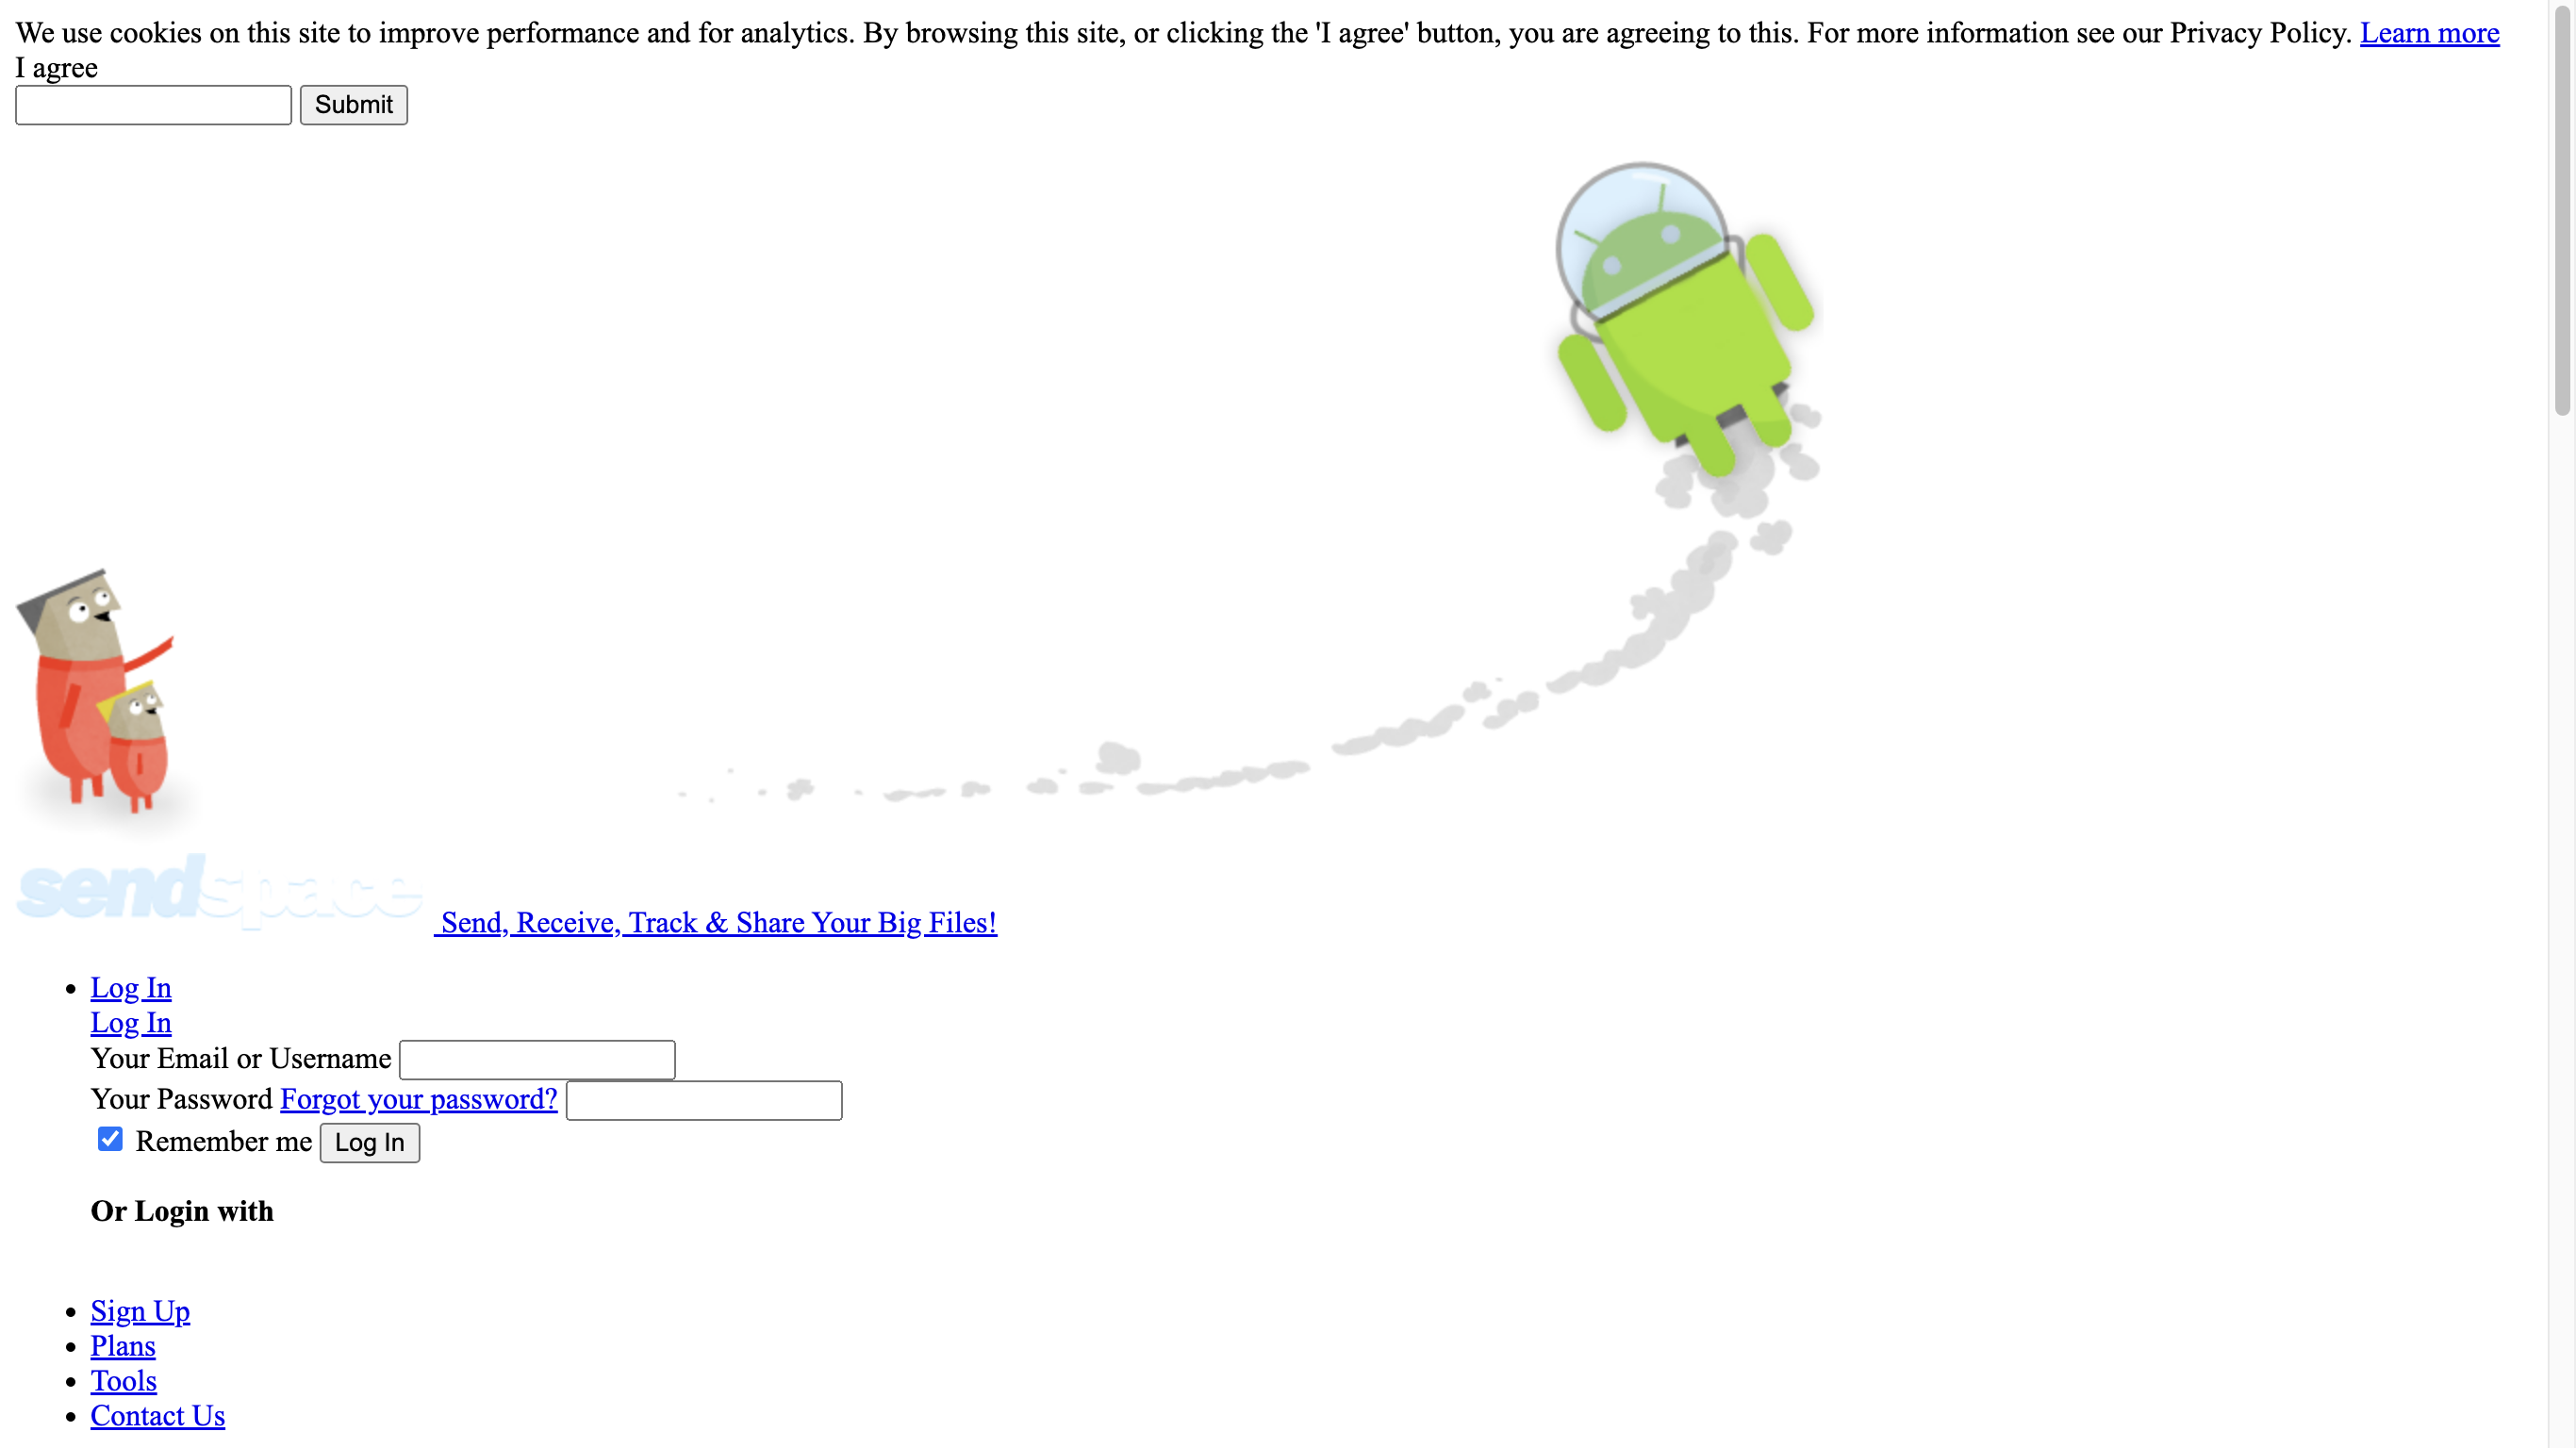 We use cookies on this site to improve performance and for analytics. By browsing this site, or clicking the 'I agree' button, you are agreeing to this. For more information see our Privacy Policy. Learn more
I agree
Submit
sendspace Send, Receive, Track & Share Your Big Files!
Log In
Log In
Your Email or Username
Your Password Forgot your password?
Remember me Log In
Or Login with
Sign Up
Plans
Tools
Contact Us